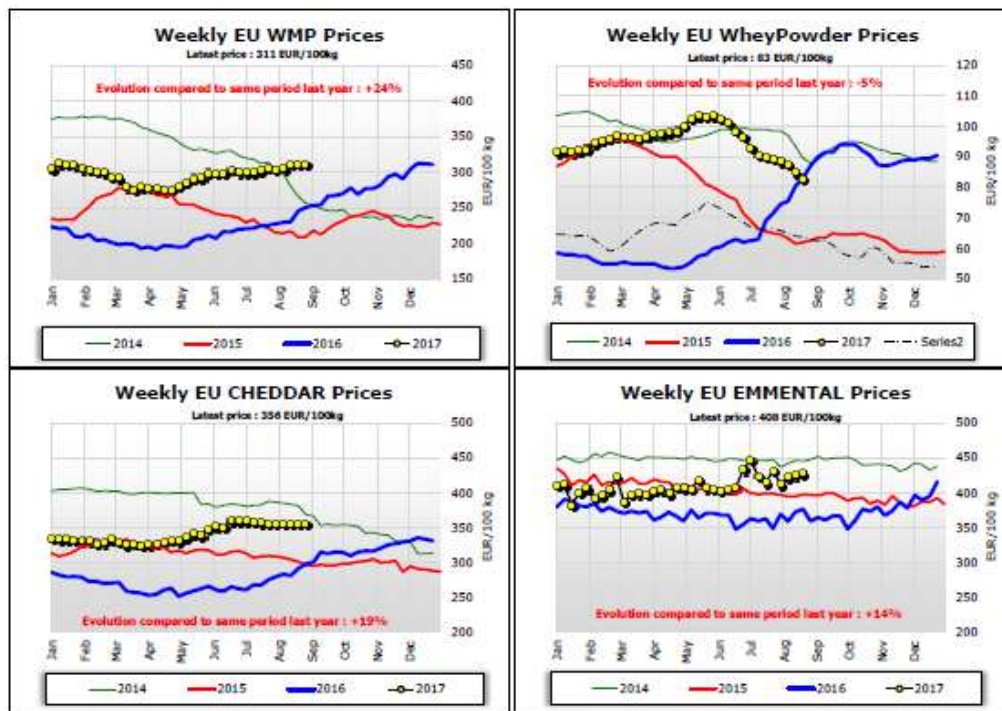 Weekly EU WMP Prices
Latest price : 311 EUR/100kg
Evolution compared to same period last year : +24%
450
400
350
300
250
200
150
EUR/100 kg
Jan Feb Mar Apr May Jun Jul Aug Sep Oct Nov Dec
2014 2015 2016 2017
Weekly EU WheyPowder Prices
Latest price : 83 EUR/100kg
Evolution compared to same period last year : -5%
120
110
100
90
80
70
60
50
EUR/100 kg
Jan Feb Mar Apr May Jun Jul Aug Sep Oct Nov Dec
2014 2015 2016 2017 Series2
Weekly EU CHEDDAR Prices
Latest price : 356 EUR/100kg
500
450
400
350
300
250
200
EUR/100 kg
Evolution compared to same period last year : +19%
Jan Feb Mar Apr May Jun Jul Aug Sep Oct Nov Dec
2014 2015 2016 2017
Weekly EU EMMENTAL Prices
Latest price : 408 EUR/100kg
500
450
400
350
300
250
200
EUR/100 kg
Evolution compared to same period last year : +14%
Jan Feb Mar Apr May Jun Jul Aug Sep Oct Nov Dec
2014 2015 2016 2017